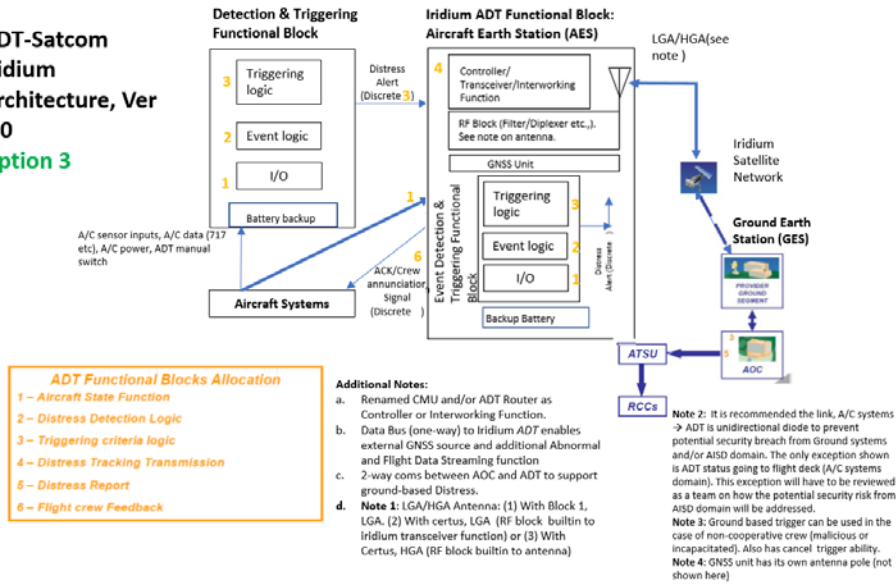 DT-Satcom
idium
rchitecture, Ver
0
ption 3
Detection & Triggering
Functional Block
3
Triggering
logic
2
Event logic
1
I/O
Battery backup
Distress
Alert
(Discrete 3)
Iridium ADT Functional Block:
Aircraft Earth Station (AES)
4
Controller/
Transceiver/Interworking
Function
RF Block (Filter/Diplexer etc.,).
See note on antenna.
GNSS Unit
Event Detection &
Triggering Functional
Block
Triggering
logic
3
Event logic
2
I/O
1
Backup Battery
Distress
Alert (Discrete )
LGA/HGA(see
note )
Iridium
Satellite
Network
Ground Earth
Station (GES)
PROVIDER
GROUND
SEGMENT
3
5
AOC
ATSU
RCCs
1
6
ACK/Crew
annunciation
Signal
(Discrete )
A/C sensor inputs, A/C data (717
etc), A/C power, ADT manual
switch
Aircraft Systems
ADT Functional Blocks Allocation
1 – Aircraft State Function
2 – Distress Detection Logic
3 – Triggering criteria logic
4 – Distress Tracking Transmission
5 – Distress Report
6 – Flight crew Feedback
Additional Notes:
a. Renamed CMU and/or ADT Router as
Controller or Interworking Function.
b. Data Bus (one-way) to Iridium ADT enables
external GNSS source and additional Abnormal
and Flight Data Streaming function
c. 2-way coms between AOC and ADT to support
ground-based Distress.
d. Note 1: LGA/HGA Antenna: (1) With Block 1,
LGA. (2) With certus, LGA (RF block builtin to
iridium transceiver function) or (3) With
Certus, HGA (RF block builtin to antenna)
Note 2: It is recommended the link, A/C systems
→ ADT is unidirectional diode to prevent
potential security breach from Ground systems
and/or AISD domain. The only exception shown
is ADT status going to flight deck (A/C systems
domain). This exception will have to be reviewed
as a team on how the potential security risk from
AISD domain will be addressed.
Note 3: Ground based trigger can be used in the
case of non-cooperative crew (malicious or
incapacitated). Also has cancel trigger ability.
Note 4: GNSS unit has its own antenna pole (not
shown here)